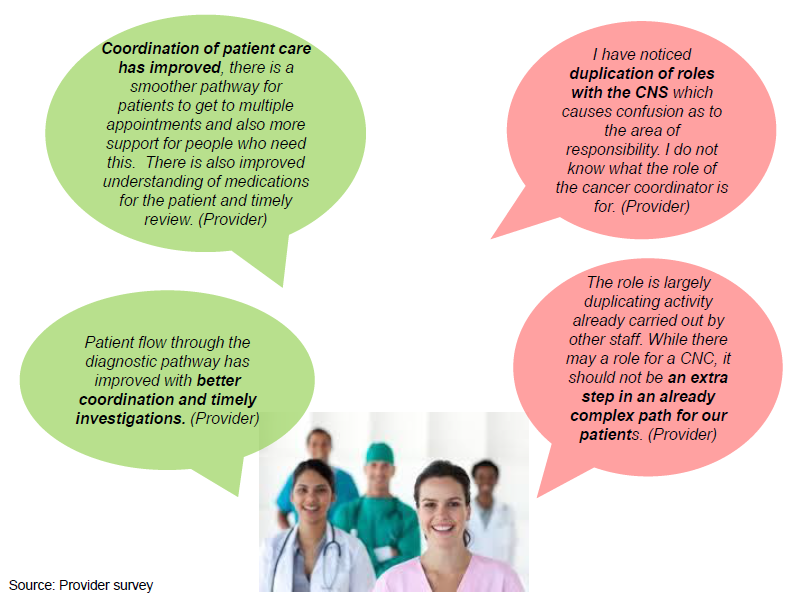 Coordination of patient care
has improved, there is a
smoother pathway for
patients to get to multiple
appointments and also more
support for people who need
this.  There is also improved
understanding of medications
for the patient and timely
review. (Provider)
I have noticed
duplication of roles
with the CNS which
causes confusion as to
the area of
responsibility. I do not
know what the role of
the cancer coordinator is
for. (Provider)
Patient flow through the
diagnostic pathway has
improved with better
coordination and timely
investigations. (Provider)
The role is largely
duplicating activity
already carried out by
other staff. While there
may a role for a CNC, it
should not be an extra
step in an already
complex path for our
patients. (Provider)
Source: Provider survey